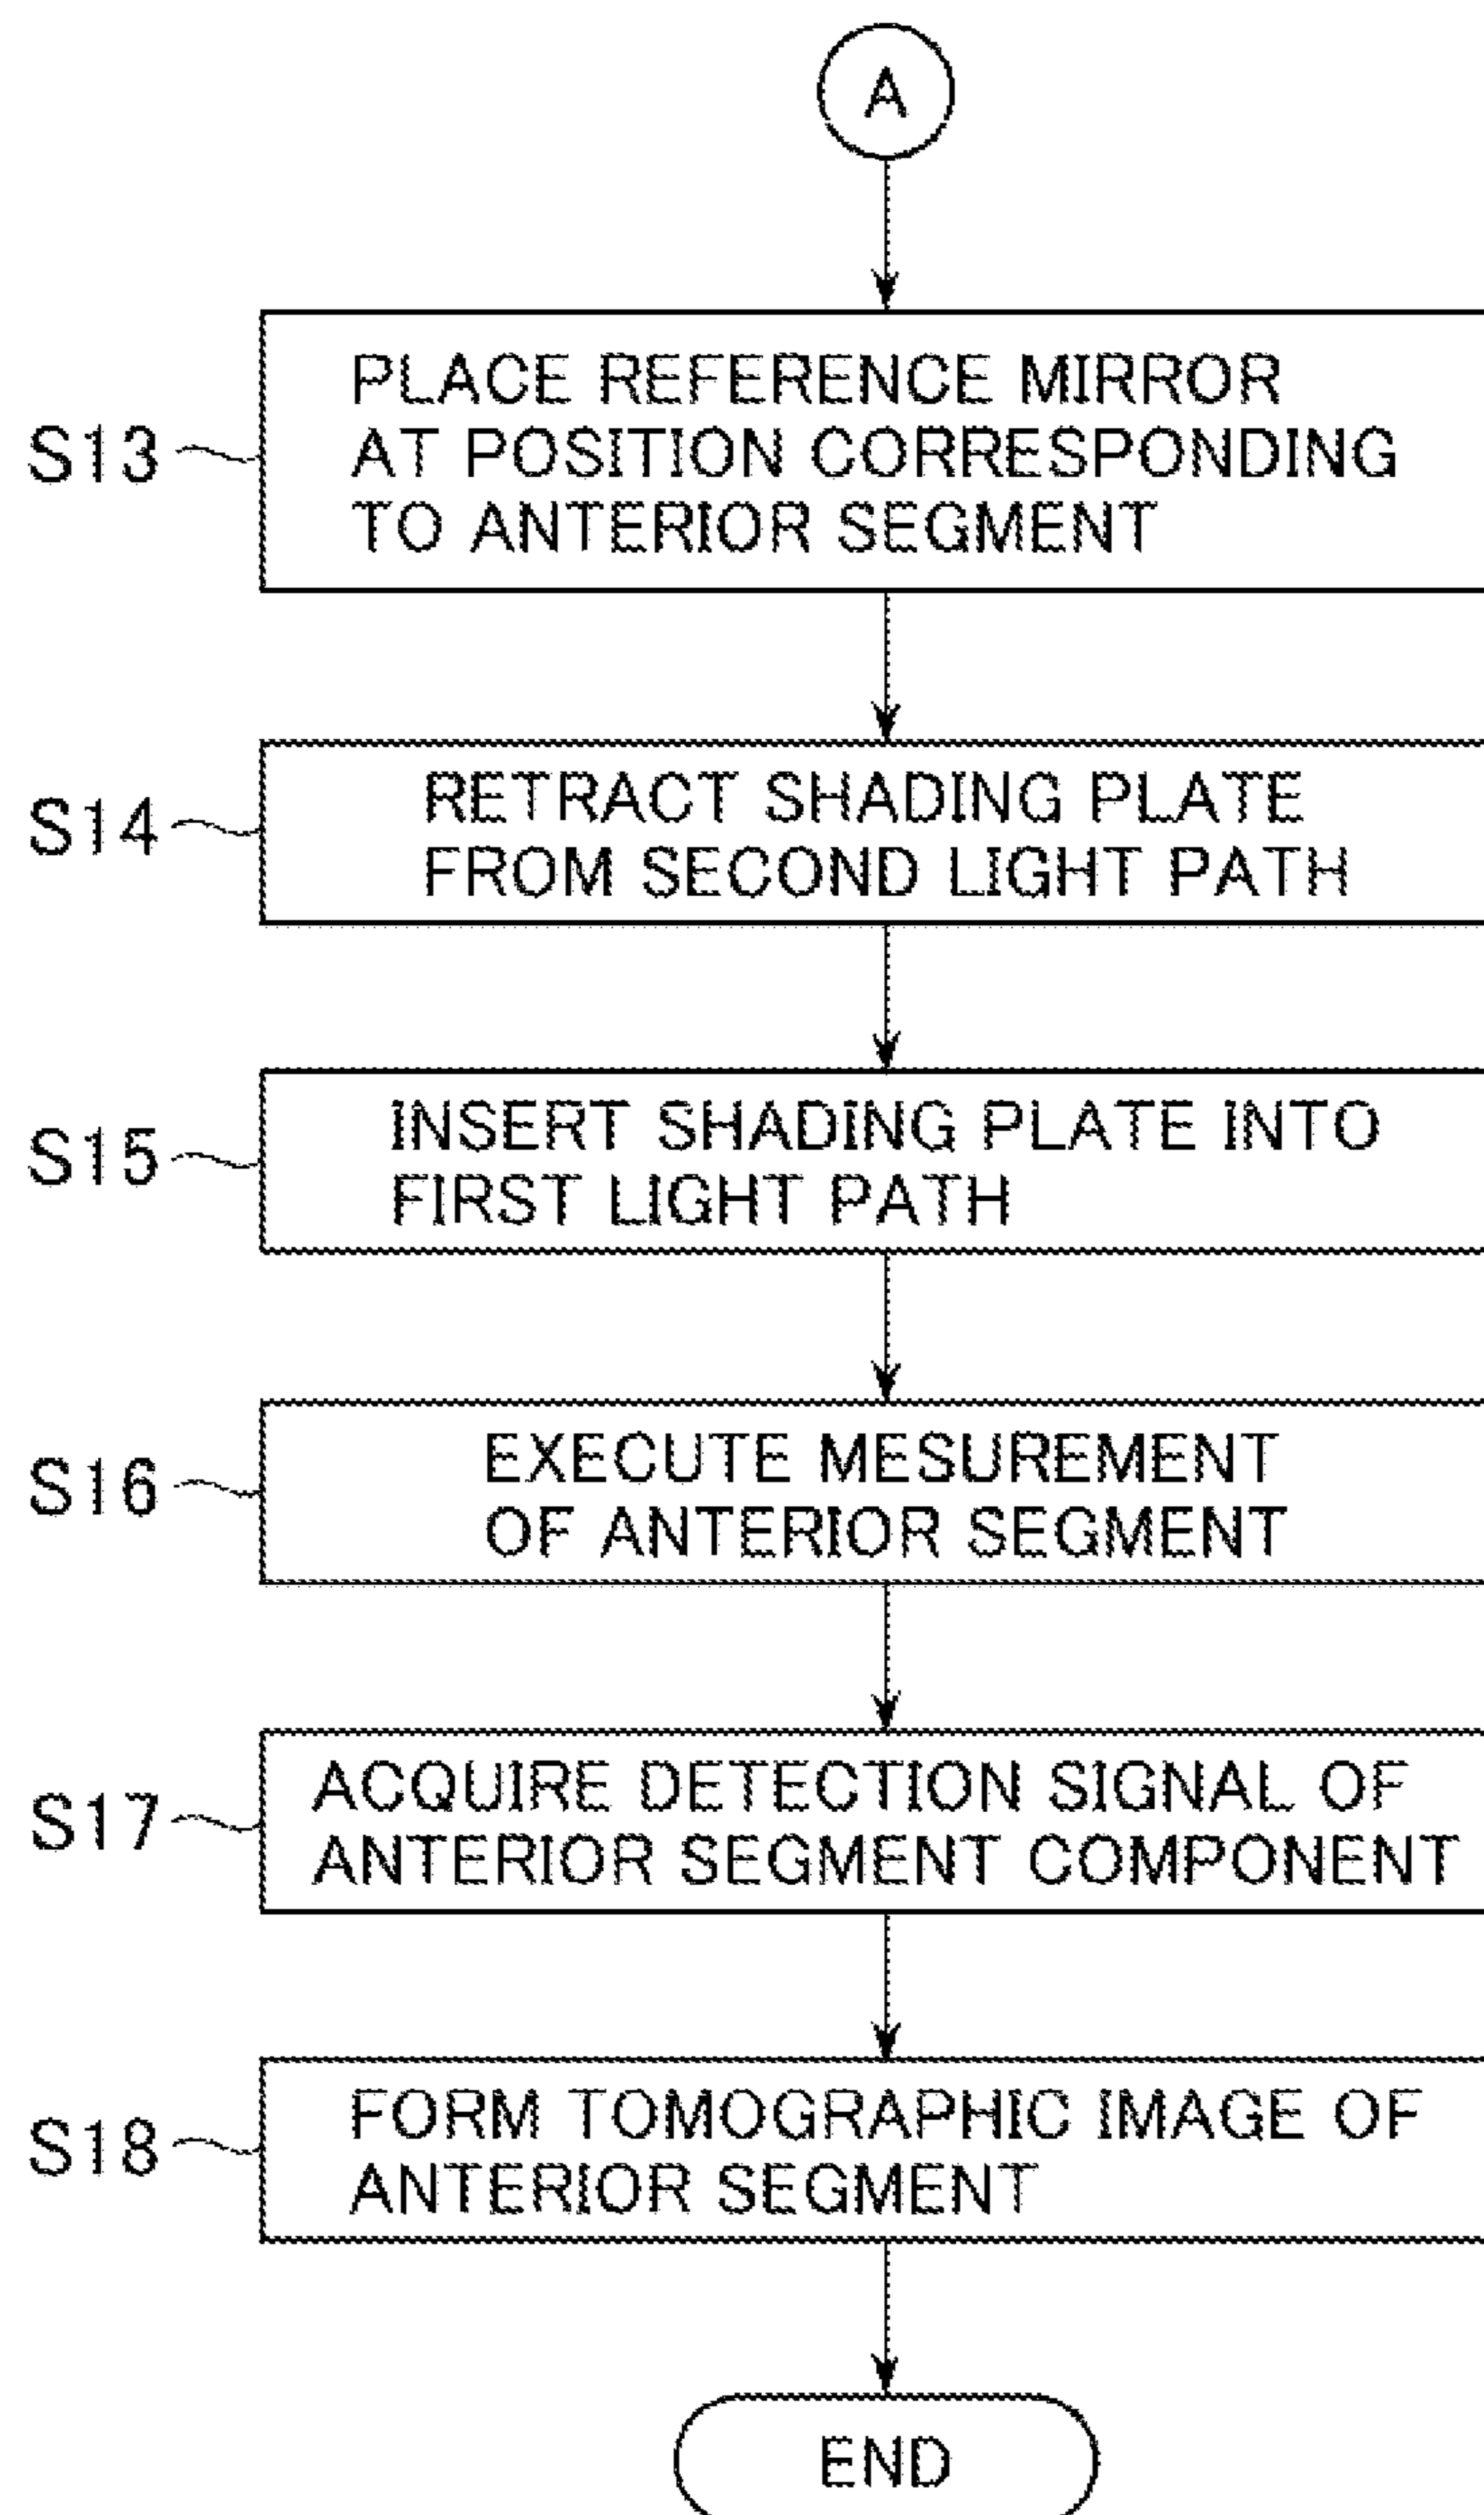 A
S13
PLACE REFERENCE MIRROR
AT POSITION CORRESPONDING
TO ANTERIOR SEGMENT
S14
RETRACT SHADING PLATE
FROM SECOND LIGHT PATH
S15
INSERT SHADING PLATE INTO
FIRST LIGHT PATH
S16
EXECUTE MESUREMENT
OF ANTERIOR SEGMENT
S17
ACQUIRE DETECTION SIGNAL OF
ANTERIOR SEGMENT COMPONENT
S18
FORM TOMOGRAPHIC IMAGE OF
ANTERIOR SEGMENT
END